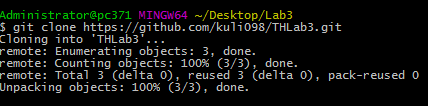 Administrator@pc371 MINGW64 ~/Desktop/Lab3
$ git clone https://github.com/kuli098/THLab3.git
Cloning into 'THLab3'...
remote: Enumerating objects: 3, done.
remote: Counting objects: 100% (3/3), done.
remote: Total 3 (delta 0), reused 3 (delta 0), pack-reused 0
Unpacking objects: 100% (3/3), done.